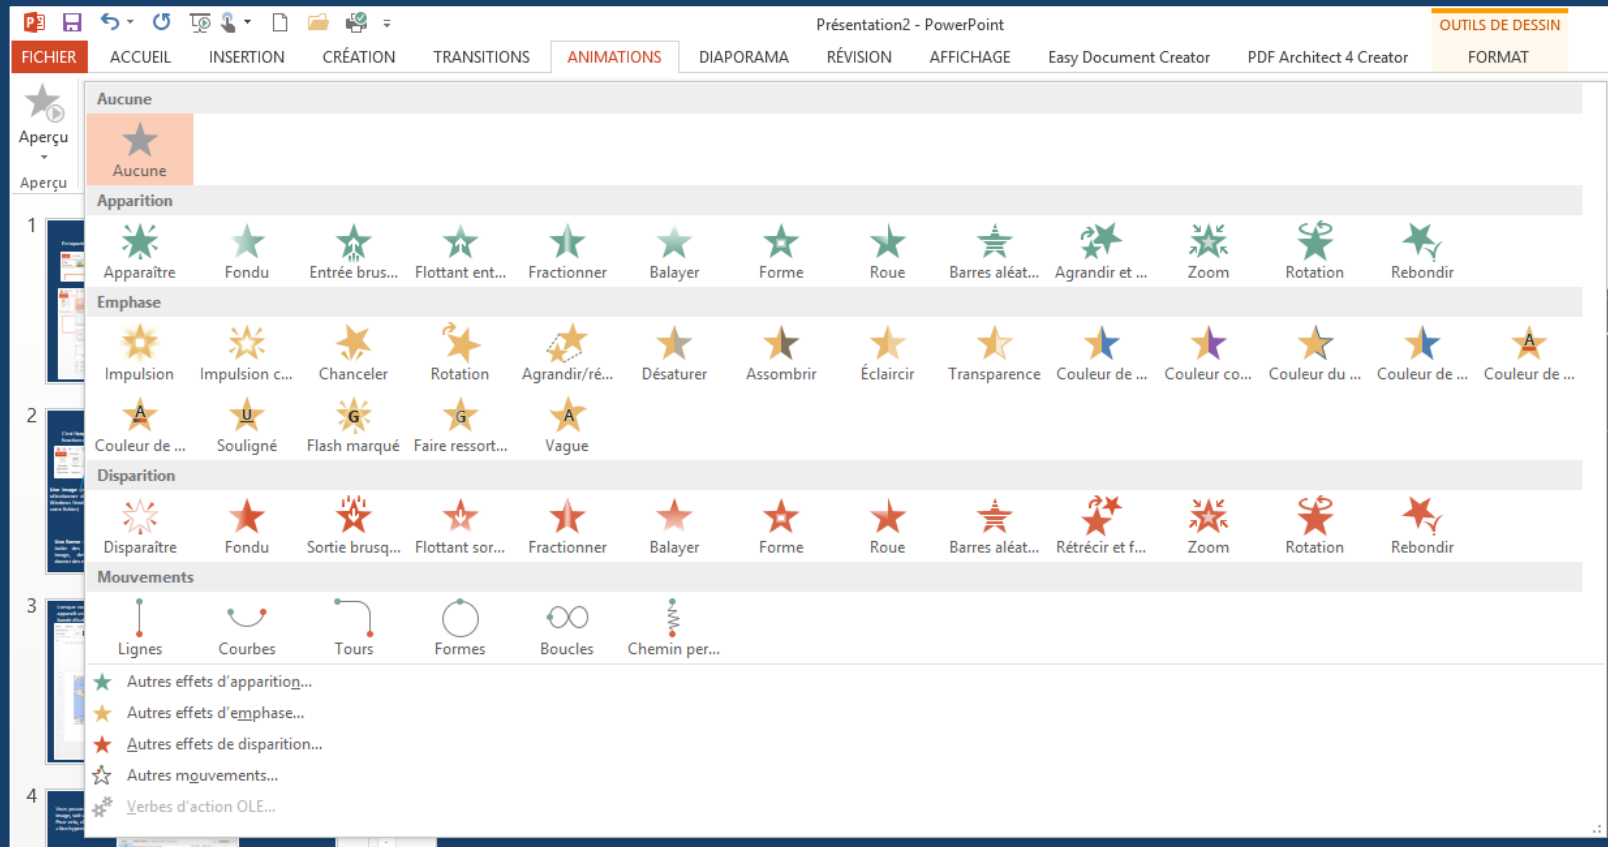 Présentation2 - PowerPoint
OUTILS DE DESSIN
FICHIER ACCUEIL INSERTION CRÉATION TRANSITIONS ANIMATIONS DIAPORAMA RÉVISION AFFICHAGE Easy Document Creator PDF Architect 4 Creator FORMAT
Aperçu
Aperçu
Aucune
Aucune
Apparition
Apparaître Fondu Entrée brus... Flottant ent... Fractionner Balayer Forme Roue Barres aléat... Agrandir et ... Zoom Rotation Rebondir
Emphase
Impulsion Impulsion c... Chanceler Rotation Agrandir/ré... Désaturer Assombrir Éclaircir Transparence Couleur de ... Couleur co... Couleur du ... Couleur de ... Couleur de ...
Couleur de ... Souligné Flash marqué Faire ressort... Vague
Disparition
Disparaître Fondu Sortie brusq... Flottant sor... Fractionner Balayer Forme Roue Barres aléat... Rétrécir et f... Zoom Rotation Rebondir
Mouvements
Lignes Courbes Tours Formes Boucles Chemin per...
Autres effets d'apparition...
Autres effets d'emphase...
Autres effets de disparition...
Autres mouvements...
Verbes d'action OLE...
1
2
3
4